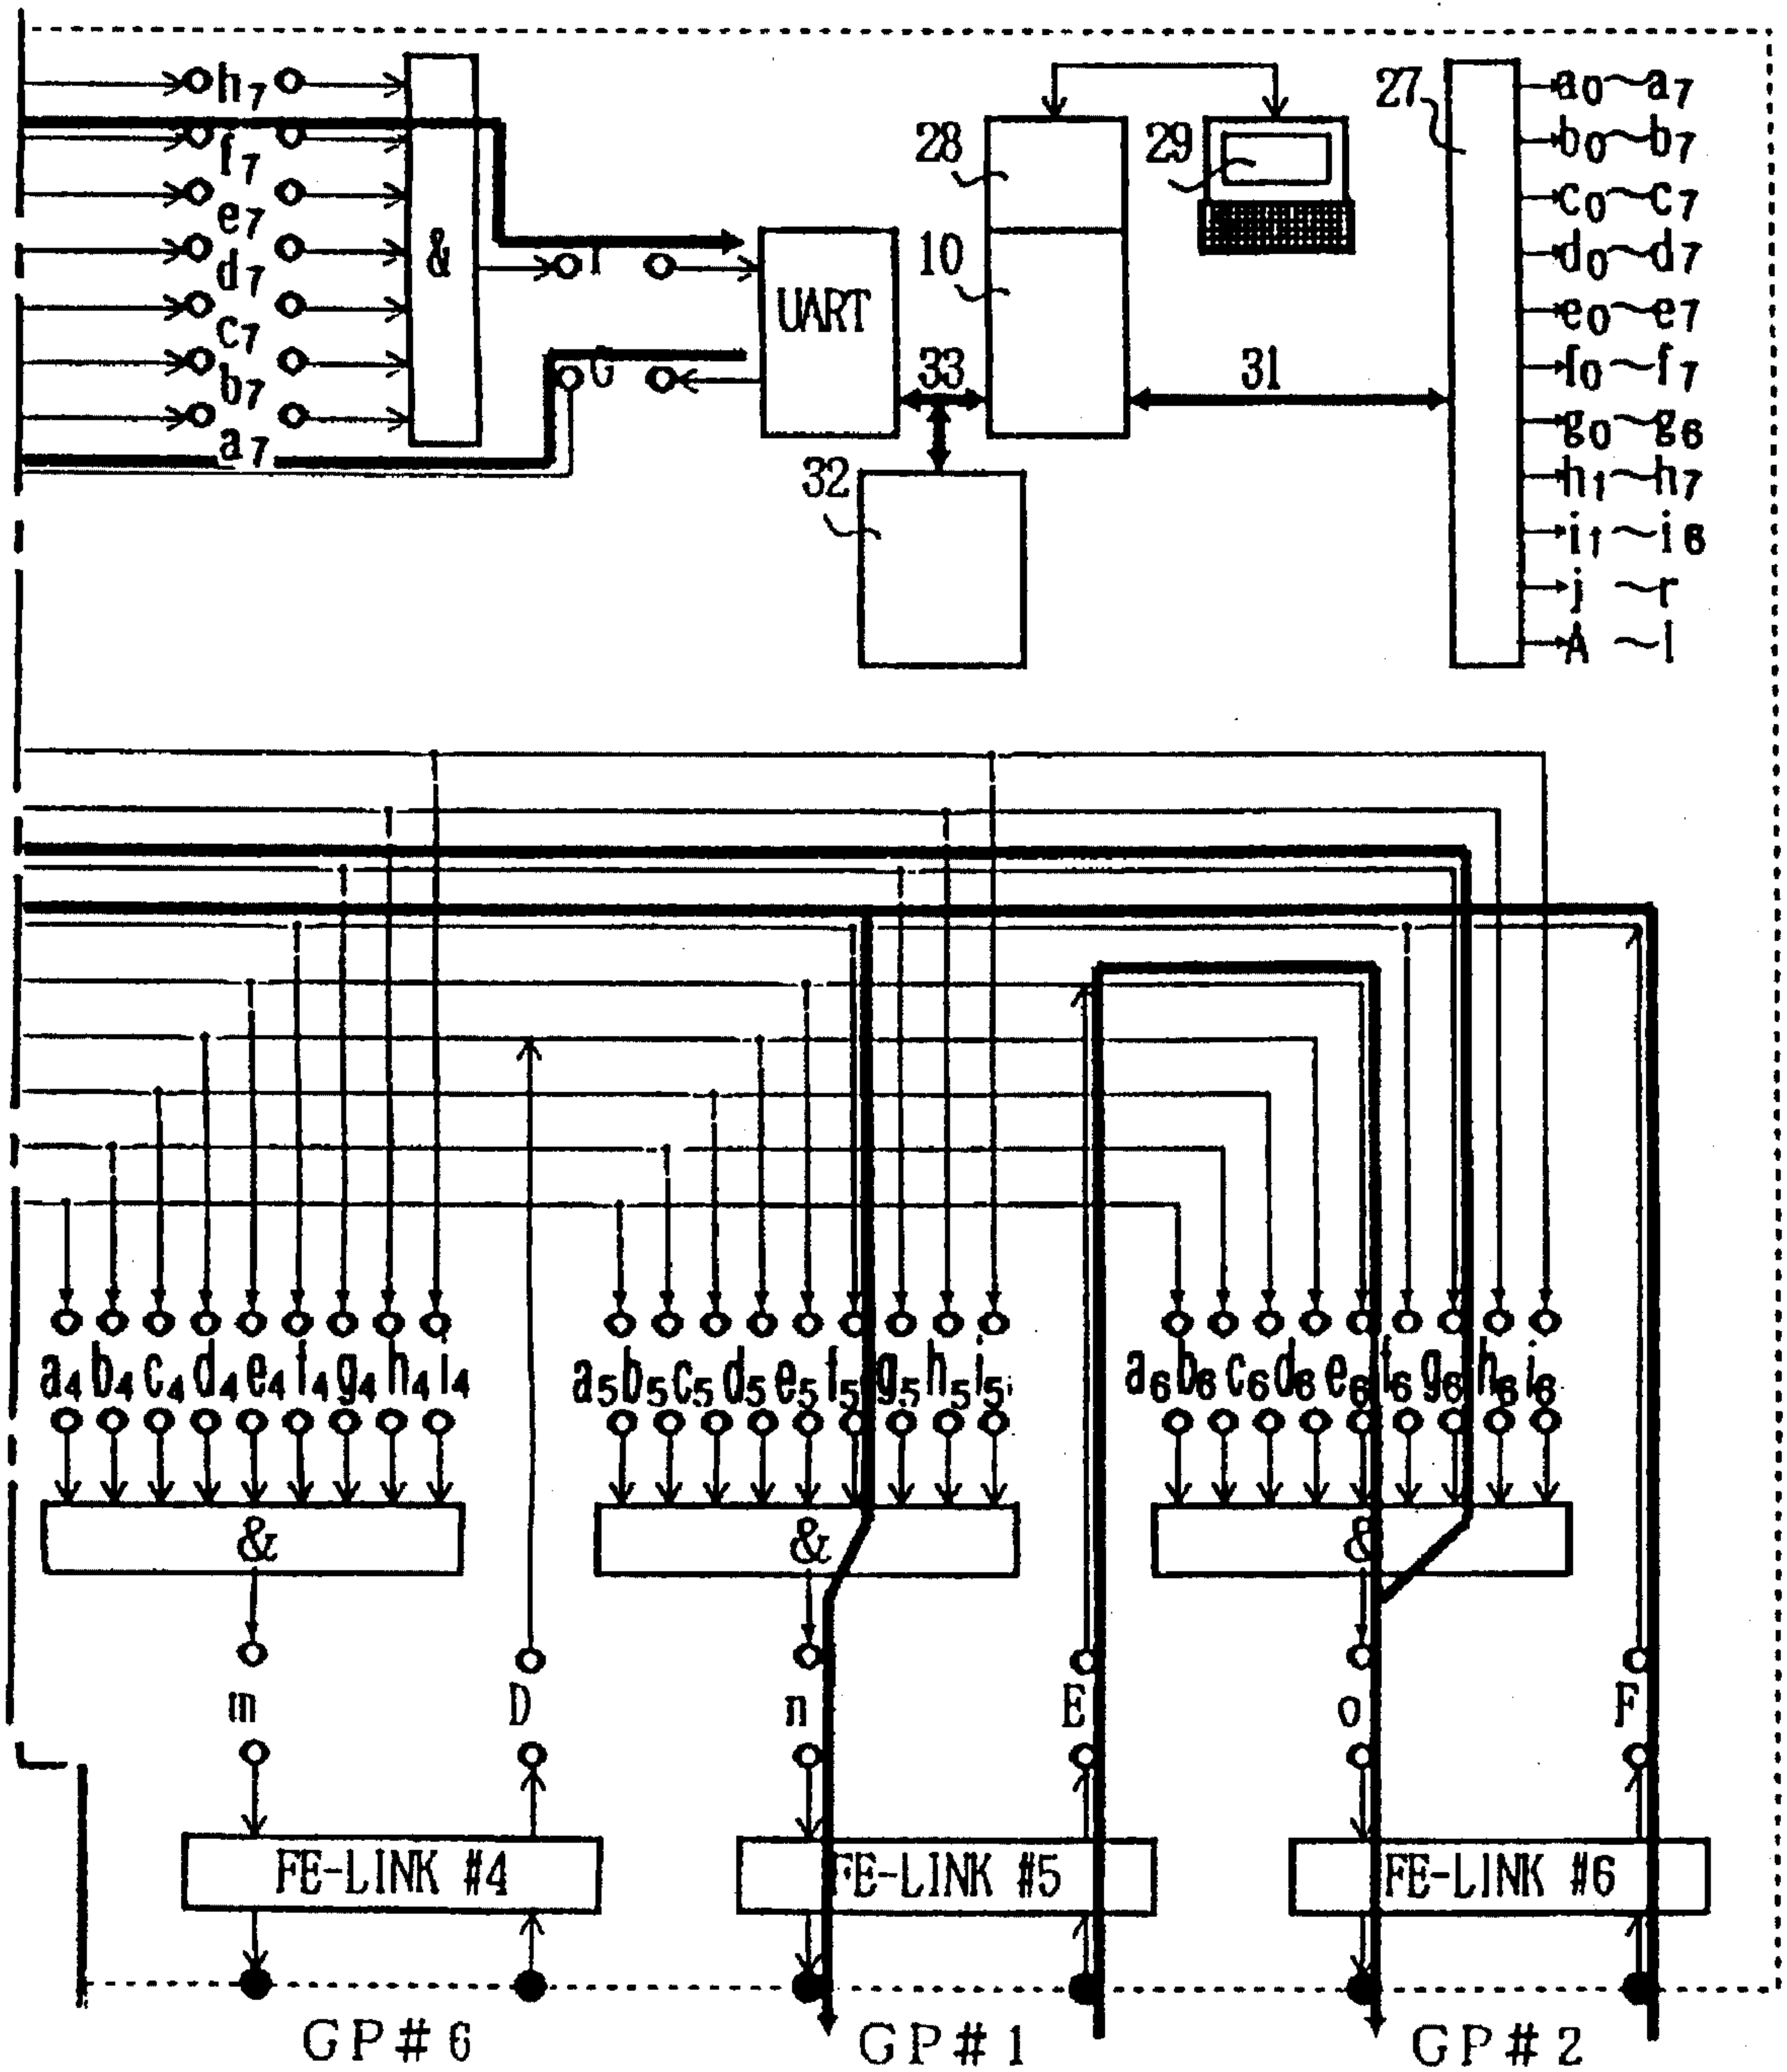 h7
f7
e7
d7
c7
b7
a7
&
UART
28
10
29
33
31
32
27
a0~a7
b0~b7
c0~c7
d0~d7
e0~e7
f0~f7
g0~g6
h1~h7
i1~i6
j ~r
A ~I
a4 b4 c4 d4 e4 f4 g4 h4 i4
a5 b5 c5 d5 e5 f5 g5 h5 i5
a6 b6 c6 d6 e6 f6 g6 h6 i6
& & &
m D n E o F
FE-LINK #4 FE-LINK #5 FE-LINK #6
GP#6 GP#1 GP#2